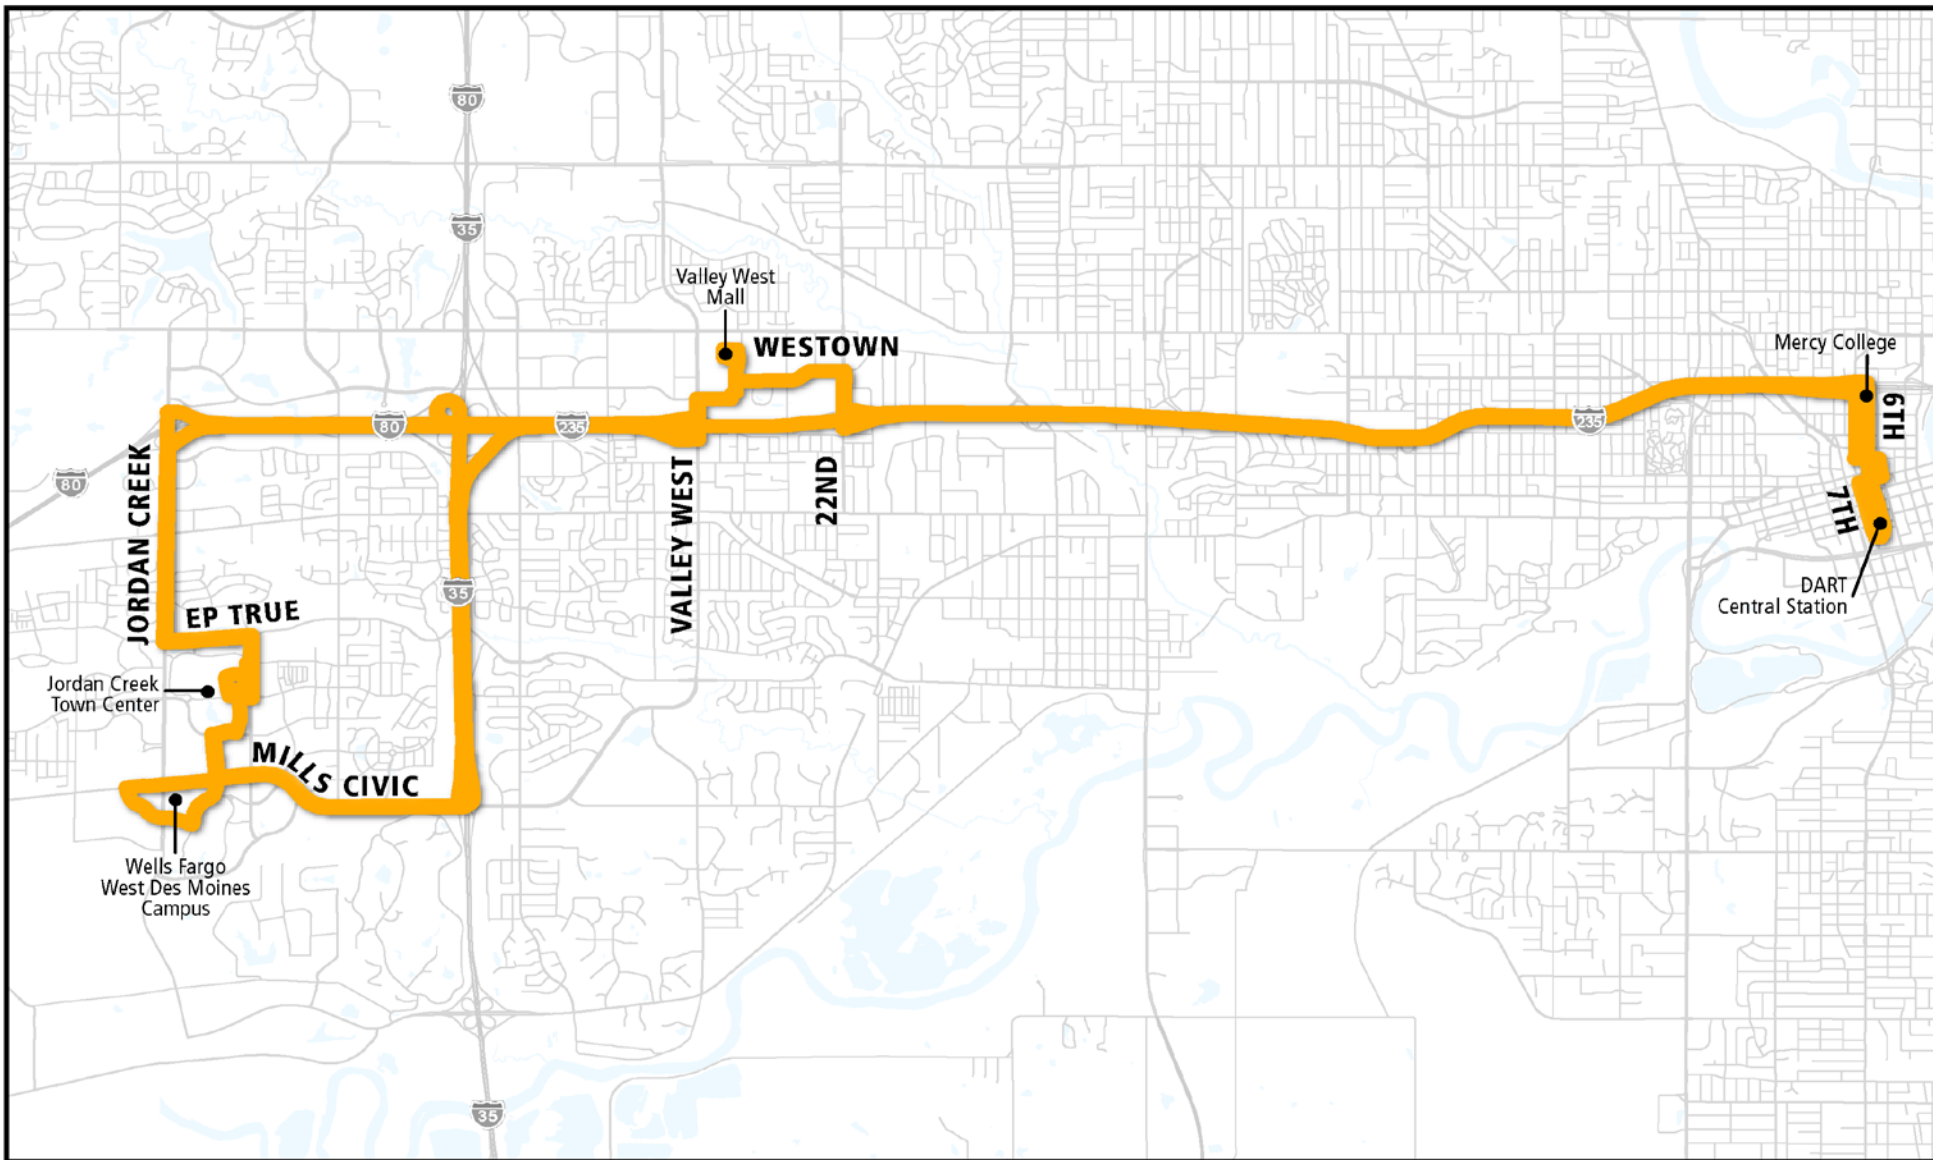 80
35
Valley West
Mall
WESTOWN
Mercy College
6TH
80
235
235
JORDAN CREEK
80
VALLEY WEST
22ND
7TH
35
DART
Central Station
EP TRUE
Jordan Creek
Town Center
MILLS CIVIC
Wells Fargo
West Des Moines
Campus
35